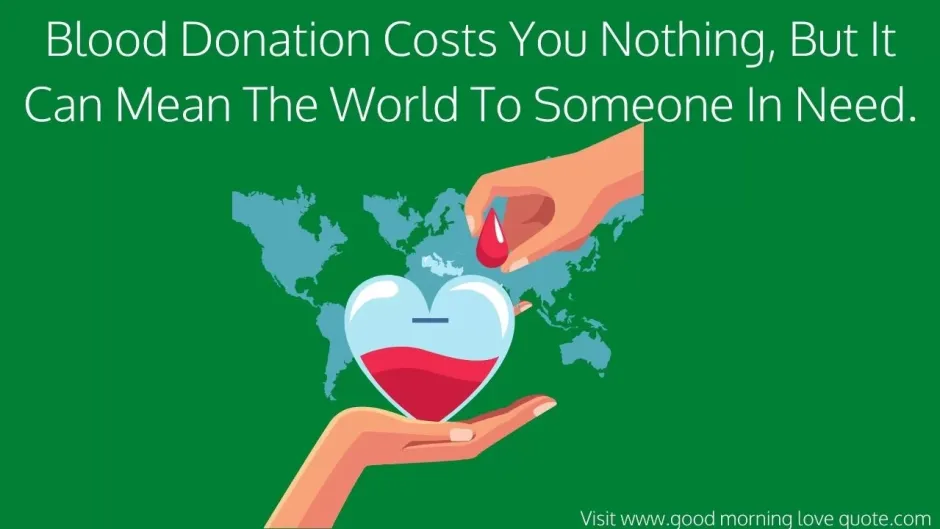 Blood Donation Costs You Nothing, But It
Can Mean The World To Someone In Need.
Visit www.good morning love quote.com